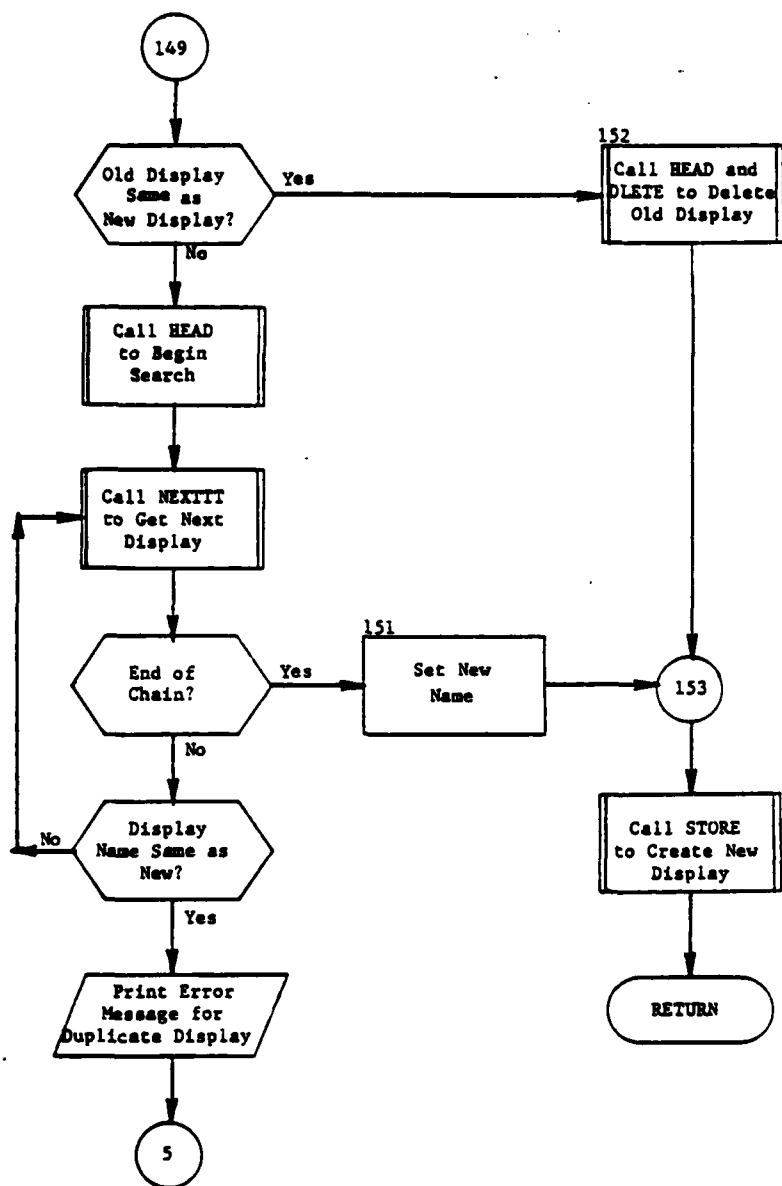 149
Old Display
Same as
New Display?
Yes
No
152
Call HEAD and
DLETE to Delete
Old Display
Call HEAD
to Begin
Search
Call NEXTTT
to Get Next
Display
End of
Chain?
Yes
No
151
Set New
Name
153
Display
Name Same as
New?
No
Yes
Call STORE
to Create New
Display
Print Error
Message for
Duplicate Display
RETURN
5